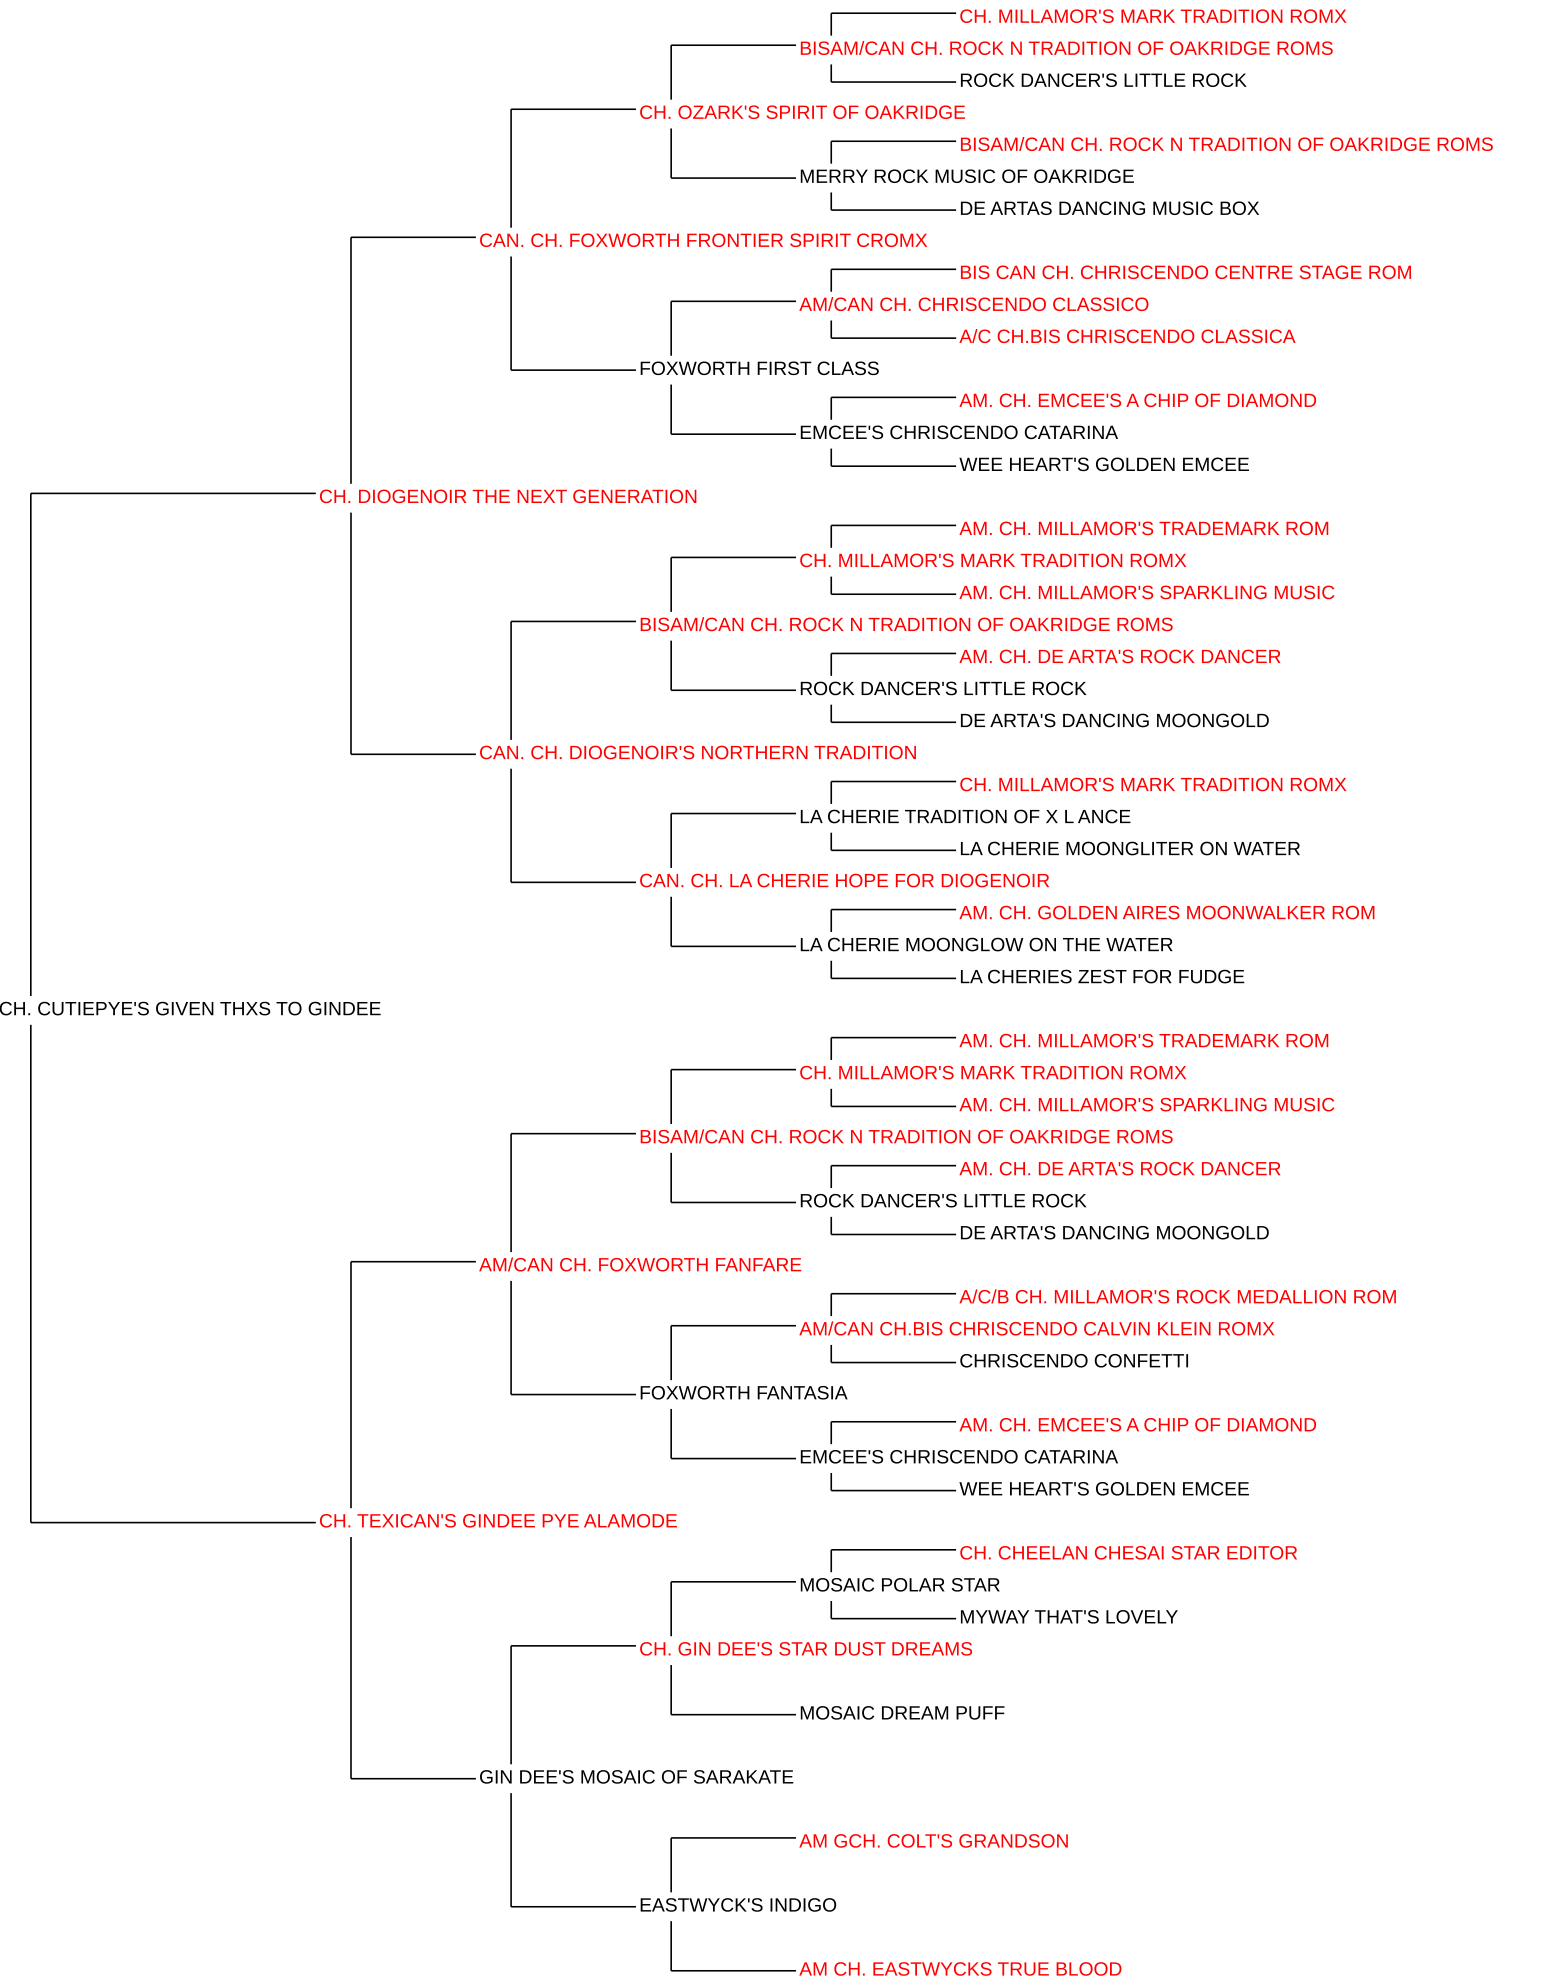 CH. MILLAMOR'S MARK TRADITION ROMX
BISAM/CAN CH. ROCK N TRADITION OF OAKRIDGE ROMS
ROCK DANCER'S LITTLE ROCK
CH. OZARK'S SPIRIT OF OAKRIDGE
BISAM/CAN CH. ROCK N TRADITION OF OAKRIDGE ROMS
MERRY ROCK MUSIC OF OAKRIDGE
DE ARTAS DANCING MUSIC BOX
CAN. CH. FOXWORTH FRONTIER SPIRIT CROMX
BIS CAN CH. CHRISCENDO CENTRE STAGE ROM
AM/CAN CH. CHRISCENDO CLASSICO
A/C CH.BIS CHRISCENDO CLASSICA
FOXWORTH FIRST CLASS
AM. CH. EMCEE'S A CHIP OF DIAMOND
EMCEE'S CHRISCENDO CATARINA
WEE HEART'S GOLDEN EMCEE
CH. DIOGENOIR THE NEXT GENERATION
AM. CH. MILLAMOR'S TRADEMARK ROM
CH. MILLAMOR'S MARK TRADITION ROMX
AM. CH. MILLAMOR'S SPARKLING MUSIC
BISAM/CAN CH. ROCK N TRADITION OF OAKRIDGE ROMS
AM. CH. DE ARTA'S ROCK DANCER
ROCK DANCER'S LITTLE ROCK
DE ARTA'S DANCING MOONGOLD
CAN. CH. DIOGENOIR'S NORTHERN TRADITION
CH. MILLAMOR'S MARK TRADITION ROMX
LA CHERIE TRADITION OF X L ANCE
LA CHERIE MOONGLITER ON WATER
CAN. CH. LA CHERIE HOPE FOR DIOGENOIR
AM. CH. GOLDEN AIRES MOONWALKER ROM
LA CHERIE MOONGLOW ON THE WATER
LA CHERIES ZEST FOR FUDGE
CH. CUTIEPYE'S GIVEN THXS TO GINDEE
AM. CH. MILLAMOR'S TRADEMARK ROM
CH. MILLAMOR'S MARK TRADITION ROMX
AM. CH. MILLAMOR'S SPARKLING MUSIC
BISAM/CAN CH. ROCK N TRADITION OF OAKRIDGE ROMS
AM. CH. DE ARTA'S ROCK DANCER
ROCK DANCER'S LITTLE ROCK
DE ARTA'S DANCING MOONGOLD
AM/CAN CH. FOXWORTH FANFARE
A/C/B CH. MILLAMOR'S ROCK MEDALLION ROM
AM/CAN CH.BIS CHRISCENDO CALVIN KLEIN ROMX
CHRISCENDO CONFETTI
FOXWORTH FANTASIA
AM. CH. EMCEE'S A CHIP OF DIAMOND
EMCEE'S CHRISCENDO CATARINA
WEE HEART'S GOLDEN EMCEE
CH. TEXICAN'S GINDEE PYE ALAMODE
CH. CHEELAN CHESAI STAR EDITOR
MOSAIC POLAR STAR
MYWAY THAT'S LOVELY
CH. GIN DEE'S STAR DUST DREAMS
MOSAIC DREAM PUFF
GIN DEE'S MOSAIC OF SARAKATE
AM GCH. COLT'S GRANDSON
EASTWYCK'S INDIGO
AM CH. EASTWYCKS TRUE BLOOD